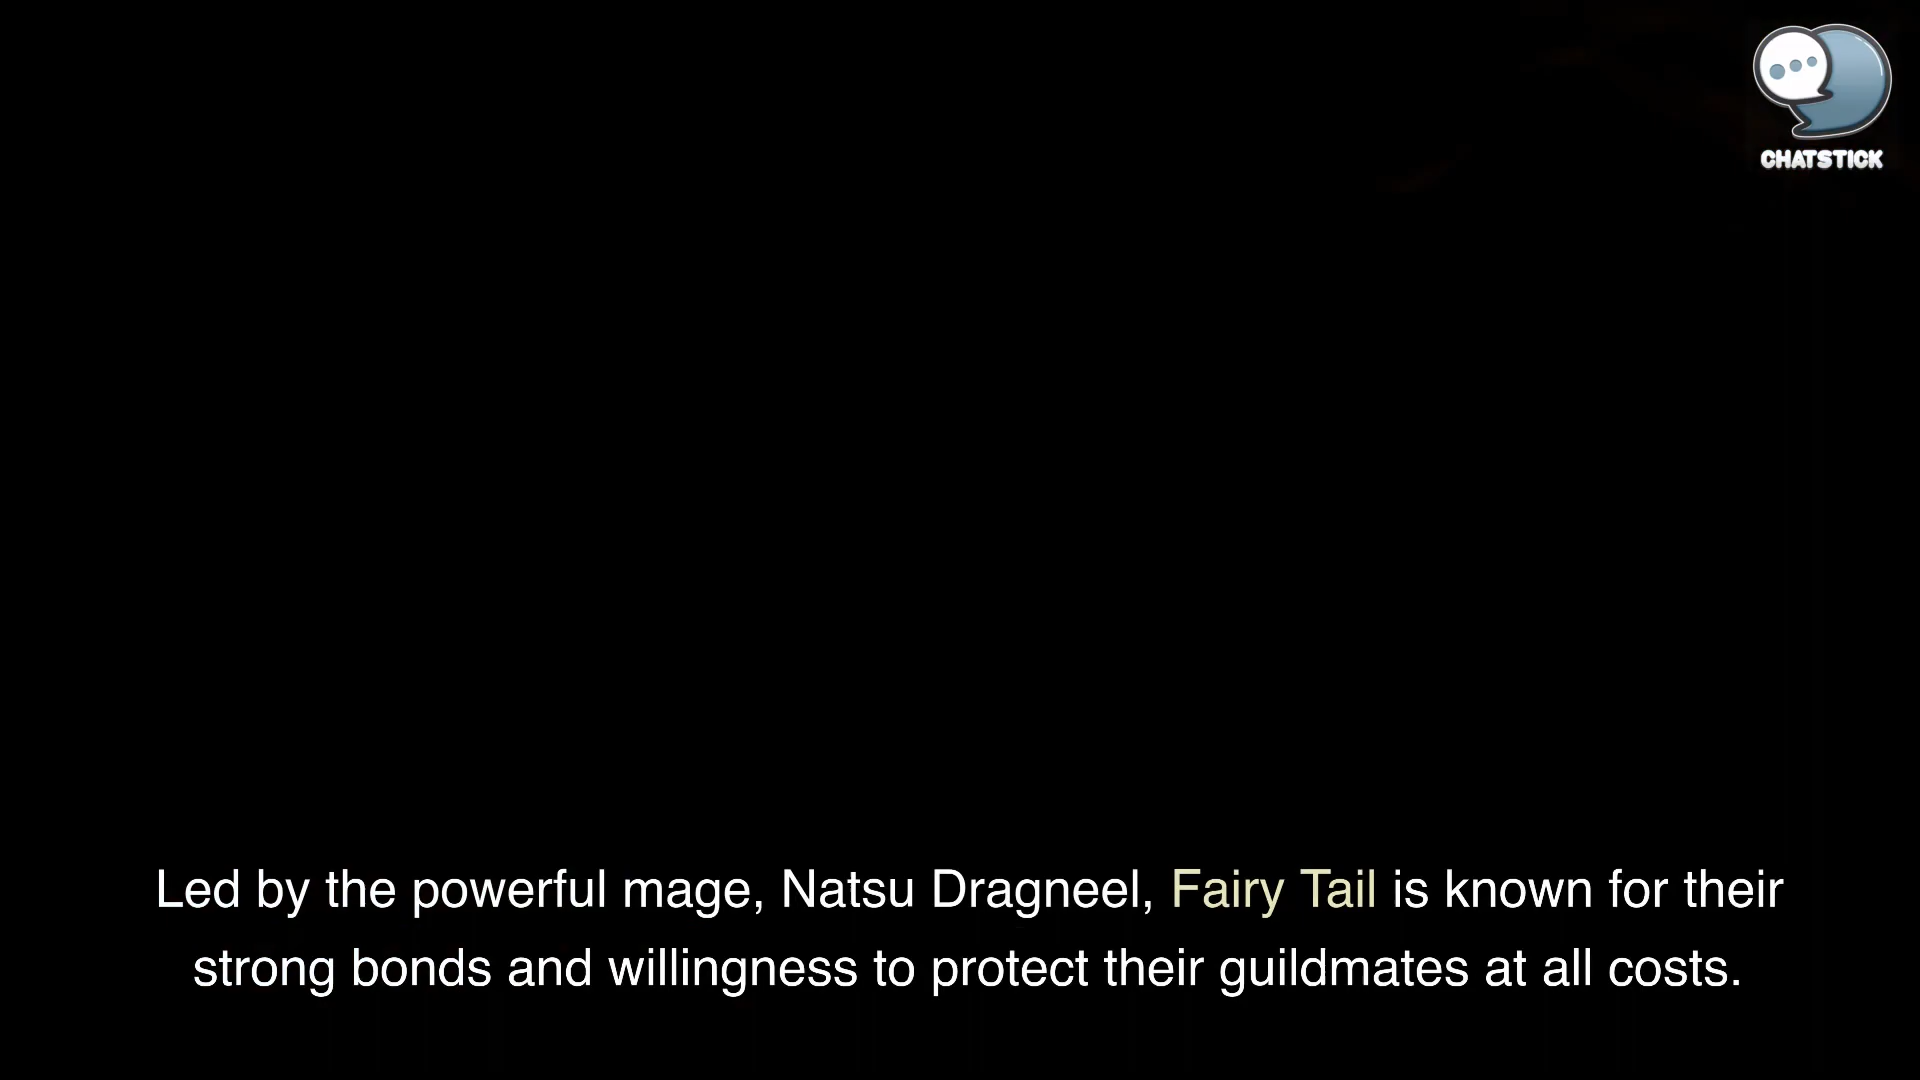 CHATSTICK
Led by the powerful mage, Natsu Dragneel, Fairy Tail is known for their
strong bonds and willingness to protect their guildmates at all costs.